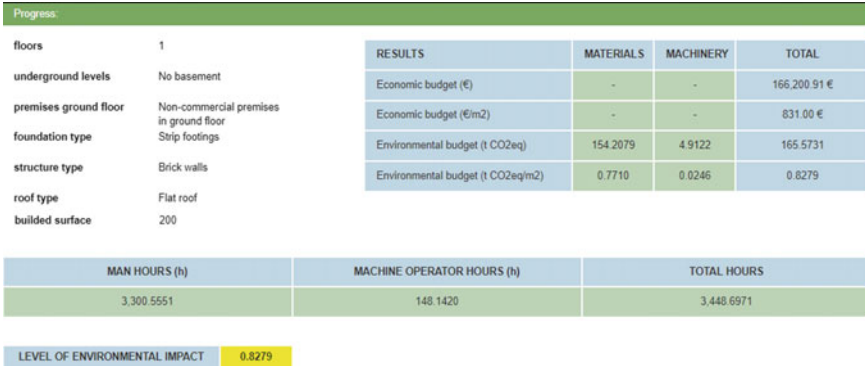 Progress:
floors 1
underground levels No basement
premises ground floor Non-commercial premises
in ground floor
foundation type Strip footings
structure type Brick walls
roof type Flat roof
builded surface 200
RESULTS MATERIALS MACHINERY TOTAL
Economic budget (€) - - 166,200.91 €
Economic budget (€/m2) - - 831.00 €
Environmental budget (t CO2eq) 154.2079 4.9122 165.5731
Environmental budget (t CO2eq/m2) 0.7710 0.0246 0.8279
MAN HOURS (h) MACHINE OPERATOR HOURS (h) TOTAL HOURS
3,300.5551 148.1420 3,448.6971
LEVEL OF ENVIRONMENTAL IMPACT 0.8279